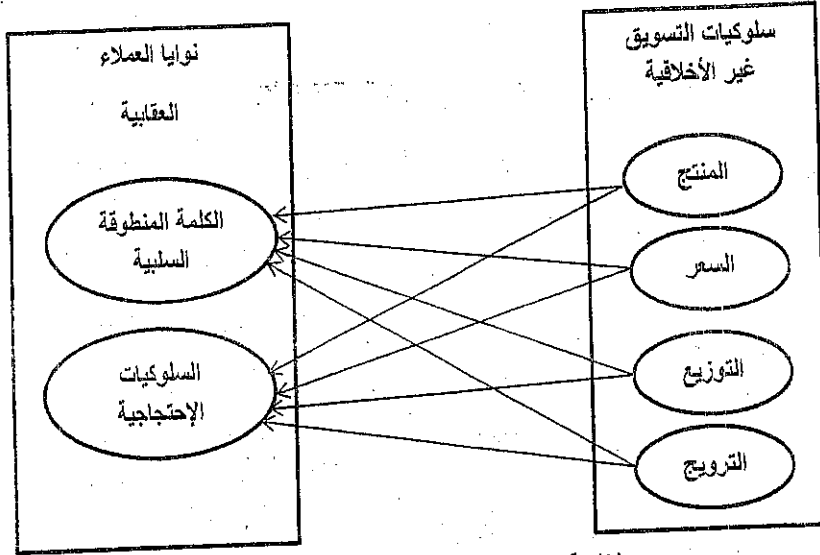 سلوكيات التسويق
غير الأخلاقية
المنتج
السعر
التوزيع
الترويج
نوايا العملاء
العقابية
الكلمة المنطوقة
السلبية
السلوكيات
الإحتجاجية